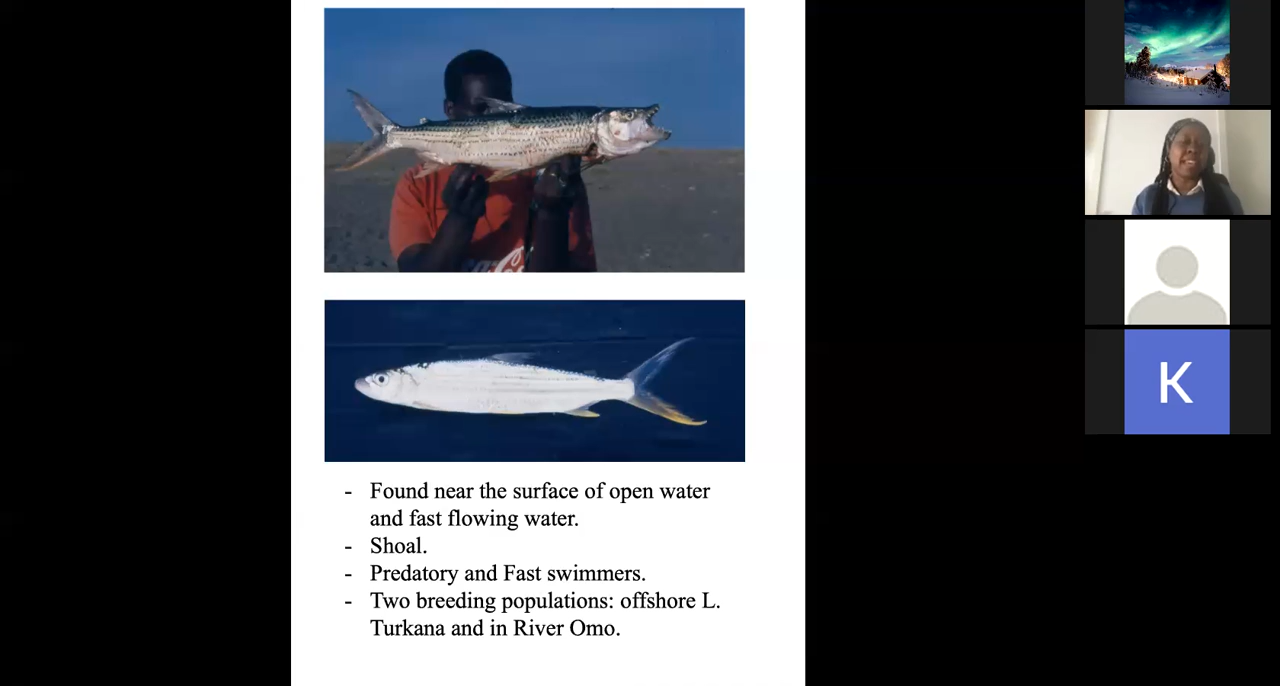 - Found near the surface of open water
and fast flowing water.
- Shoal.
- Predatory and Fast swimmers.
- Two breeding populations: offshore L.
Turkana and in River Omo.
K